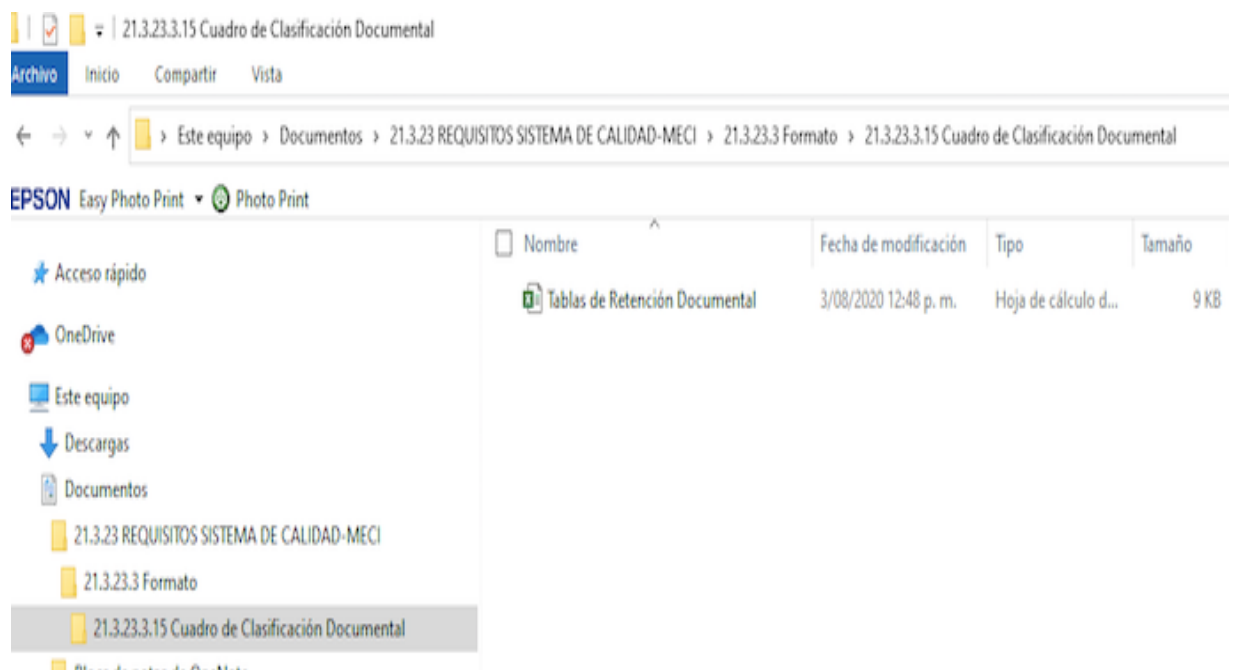 21.3.23.3.15 Cuadro de Clasificación Documental
Archivo Inicio Compartir Vista
Este equipo > Documentos > 21.3.23 REQUISITOS SISTEMA DE CALIDAD-MECI > 21.3.23.3 Formato > 21.3.23.3.15 Cuadro de Clasificación Documental
EPSON Easy Photo Print Photo Print
Nombre Fecha de modificación Tipo Tamaño
Acceso rápido
Tablas de Retención Documental 3/08/2020 12:48 p. m. Hoja de cálculo d... 9 KB
OneDrive
Este equipo
Descargas
Documentos
21.3.23 REQUISITOS SISTEMA DE CALIDAD-MECI
21.3.23.3 Formato
21.3.23.3.15 Cuadro de Clasificación Documental